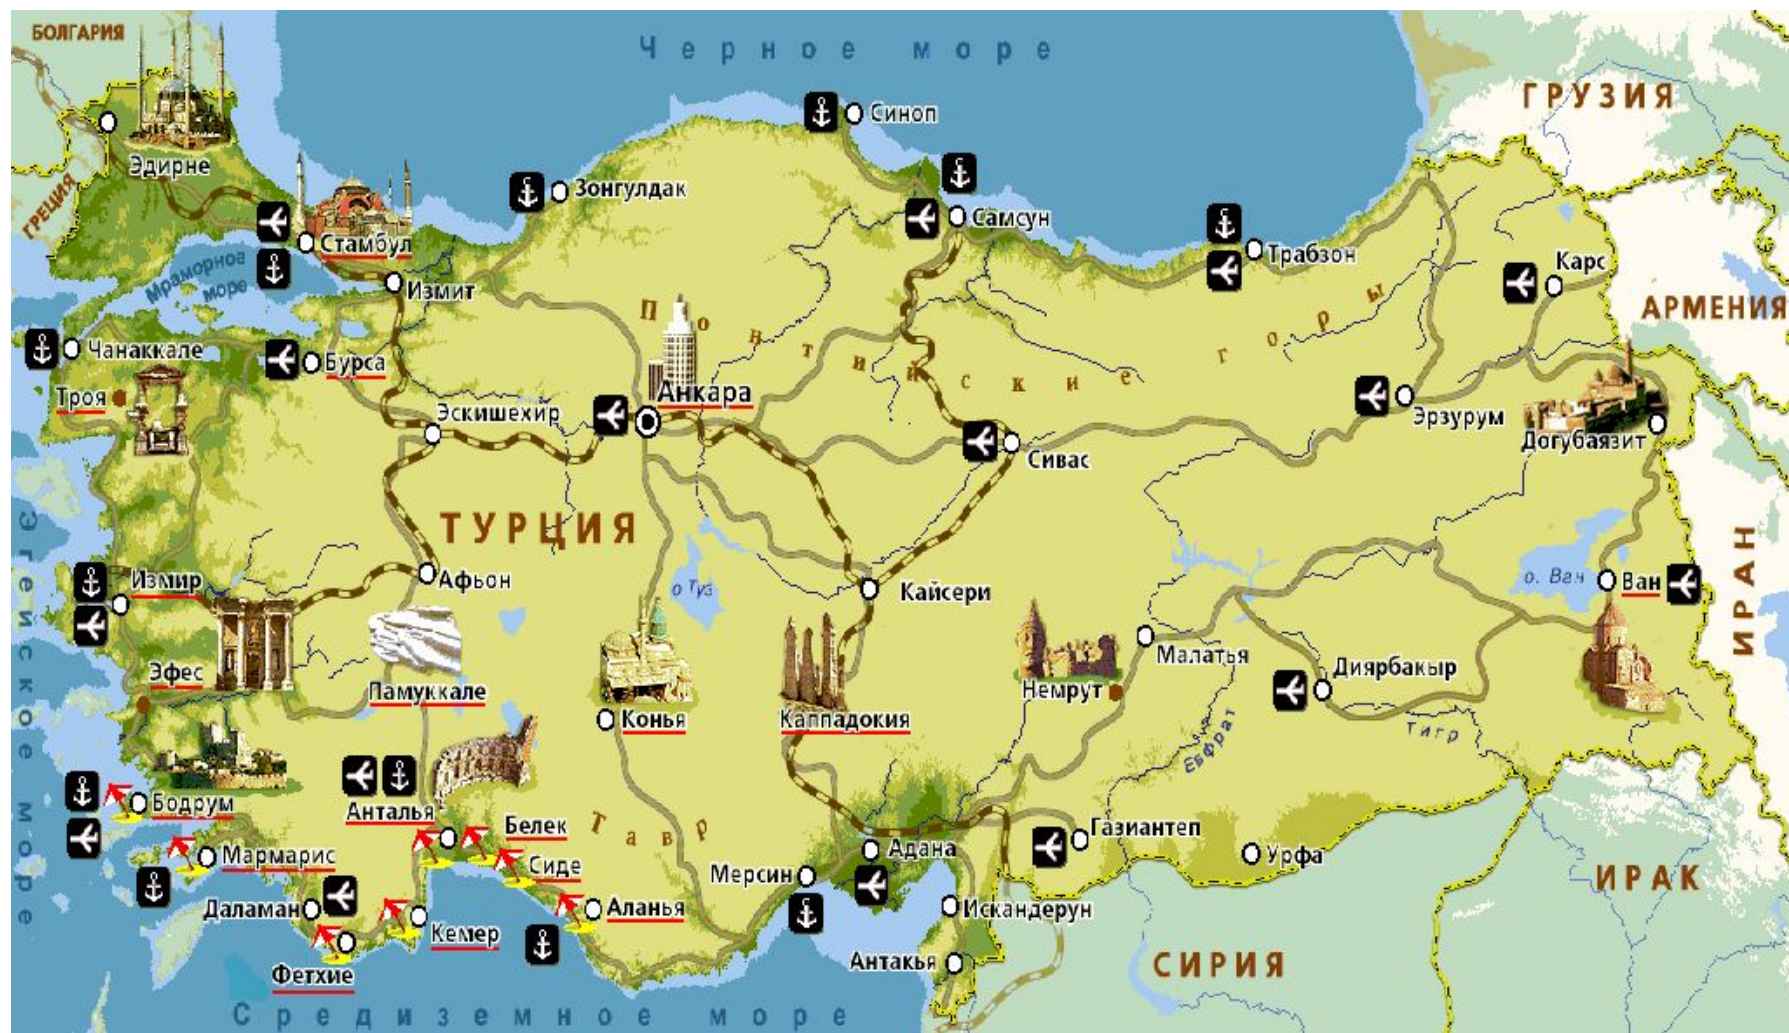 БОЛГАРИЯ
Черное море
ГРУЗИЯ
Синоп
Эдирне
ГРЕЦИЯ
Зонгулдак
Самсун
Стамбул
Трабзон
Карс
Мраморное
море
Измит
АРМЕНИЯ
Понтийские горы
Чанаккале
Бурса
Троя
Анкара
Эскишехир
Эрзурум
Догубаязит
Сивас
ТУРЦИЯ
Эгейское море
ИРАН
Измир
Афьон
о Туз
Кайсери
о. Ван
Ван
Эфес
Памуккале
Конья
Каппадокия
Немрут
Малатья
Диярбакыр
Евфрат
Тигр
Бодрум
Анталья
Белек
Тавр
Газиантеп
Мармарис
Сиде
Мерсин
Адана
Урфа
ИРАК
Даламан
Кемер
Аланья
Искандерун
Фетхие
Антакья
СИРИЯ
Средиземное море